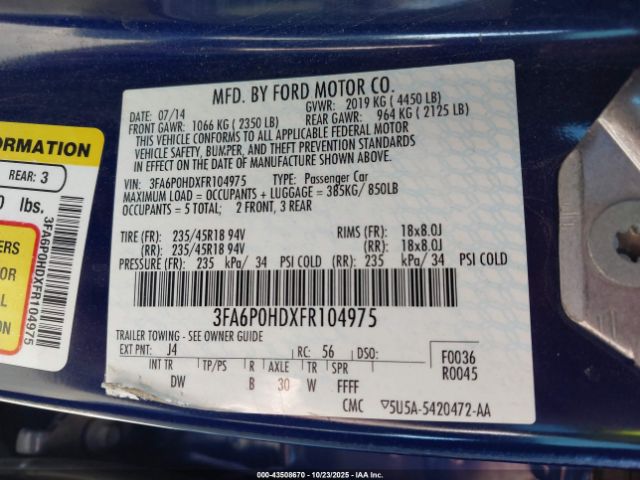 MFD. BY FORD MOTOR CO.
DATE: 07/14
GVWR: 2019 KG ( 4450 LB)
FRONT GAWR: 1066 KG ( 2350 LB)
REAR GAWR: 964 KG ( 2125 LB)
THIS VEHICLE CONFORMS TO ALL APPLICABLE FEDERAL MOTOR
VEHICLE SAFETY, BUMPER, AND THEFT PREVENTION STANDARDS
IN EFFECT ON THE DATE OF MANUFACTURE SHOWN ABOVE.
VIN: 3FA6P0HDXFR104975 TYPE: Passenger Car
MAXIMUM LOAD = OCCUPANTS + LUGGAGE = 385KG/ 850LB
OCCUPANTS = 5 TOTAL; 2 FRONT, 3 REAR
TIRE (FR): 235/45R18 94V RIMS (FR): 18x8.0J
(RR): 235/45R18 94V (RR): 18x8.0J
PRESSURE (FR): 235 kPa/ 34 PSI COLD (RR): 235 kPa/ 34 PSI COLD
3FA6P0HDXFR104975
TRAILER TOWING - SEE OWNER GUIDE
EXT PNT: J4 RC: 56 DSO:
F0036
R0045
INT TR TP/PS R AXLE TR SPR
DW B 30 W FFFF
CMC 5U5A-5420472-AA
FORMATION
REAR: 3
0 lbs.
ERS
OR
AL
N
3FA6P0HDXFR104975
000-43508670 | 10/23/2025 | IAA Inc.